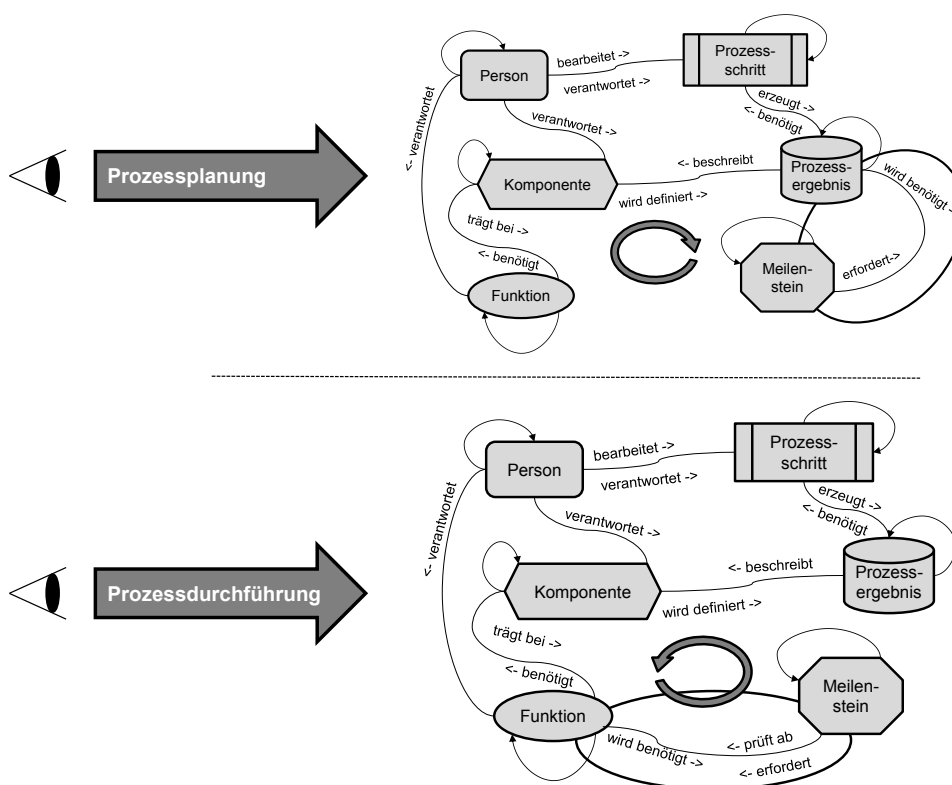 Prozess-
schritt
bearbeitet ->
Person
verantwortet ->
erzeugt ->
<- benötigt
<- verantwortet
verantwortet ->
<- beschreibt
Prozess-
ergebnis
wird benötigt ->
Prozessplanung
Komponente
wird definiert ->
trägt bei ->
<- benötigt
Meilen-
stein
erfordert->
Funktion
Prozess-
schritt
bearbeitet ->
Person
verantwortet ->
erzeugt ->
<- benötigt
<- verantwortet
verantwortet ->
<- beschreibt
Prozess-
ergebnis
Prozessdurchführung
Komponente
wird definiert ->
trägt bei ->
<- benötigt
Meilen-
stein
Funktion
wird benötigt ->
<- prüft ab
<- erfordert